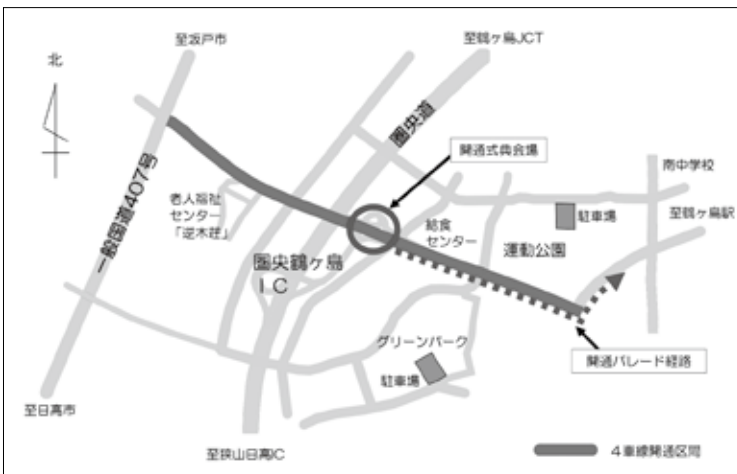 至坂戸市
至鶴ヶ島JCT
北
圏央道
開通式典会場
一般国道407号
南中学校
老人福祉
センター
「逆木荘」
給食
センター
駐車場
至鶴ヶ島駅
運動公園
圏央鶴ヶ島
IC
グリーンパーク
駐車場
開通パレード経路
至日高市
至狭山日高IC
4車線開通区間